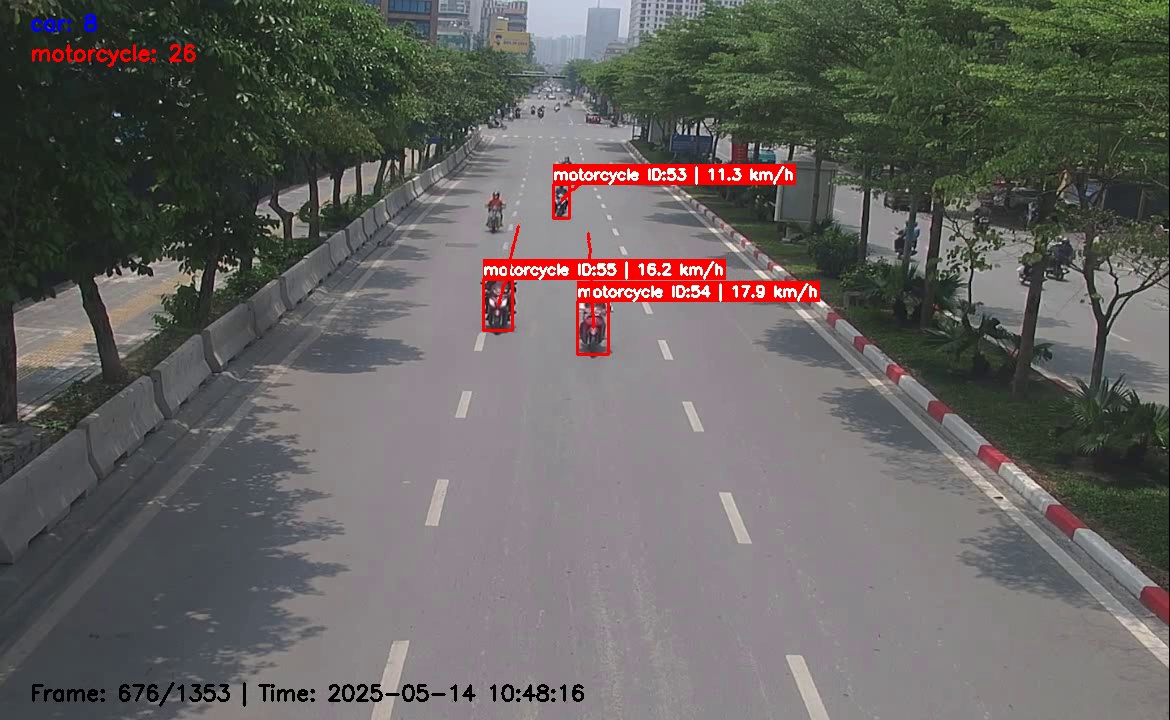 car: 8
motorcycle: 26
motorcycle ID:53 | 11.3 km/h
motorcycle ID:55 | 16.2 km/h
motorcycle ID:54 | 17.9 km/h
Frame: 676/1353 | Time: 2025-05-14 10:48:16